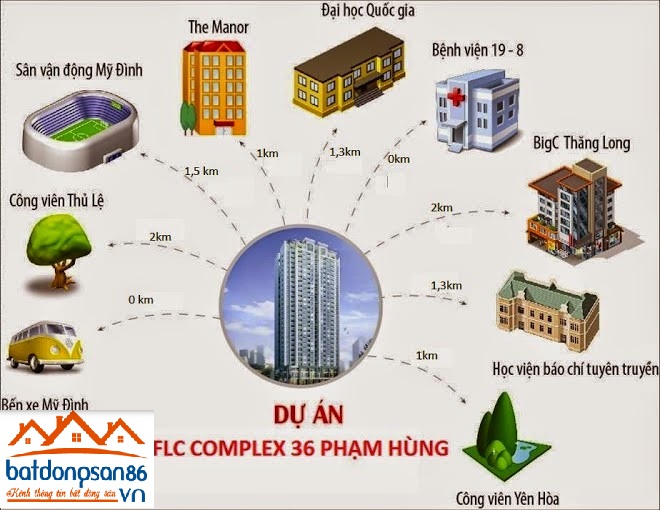 Đại học Quốc gia
The Manor
Bệnh viện 19 - 8
Sân vận động Mỹ Đình
BigC Thăng Long
1km
1,3km
0km
1,5 km
Công viên Thủ Lệ
2km
2km
0 km
1,3km
1km
Học viện báo chí tuyên truyền
Bến xe Mỹ Đình
DỰ ÁN
FLC COMPLEX 36 PHẠM HÙNG
batdongsan86
Kênh thông tin bất động sản
.vn
Công viên Yên Hòa